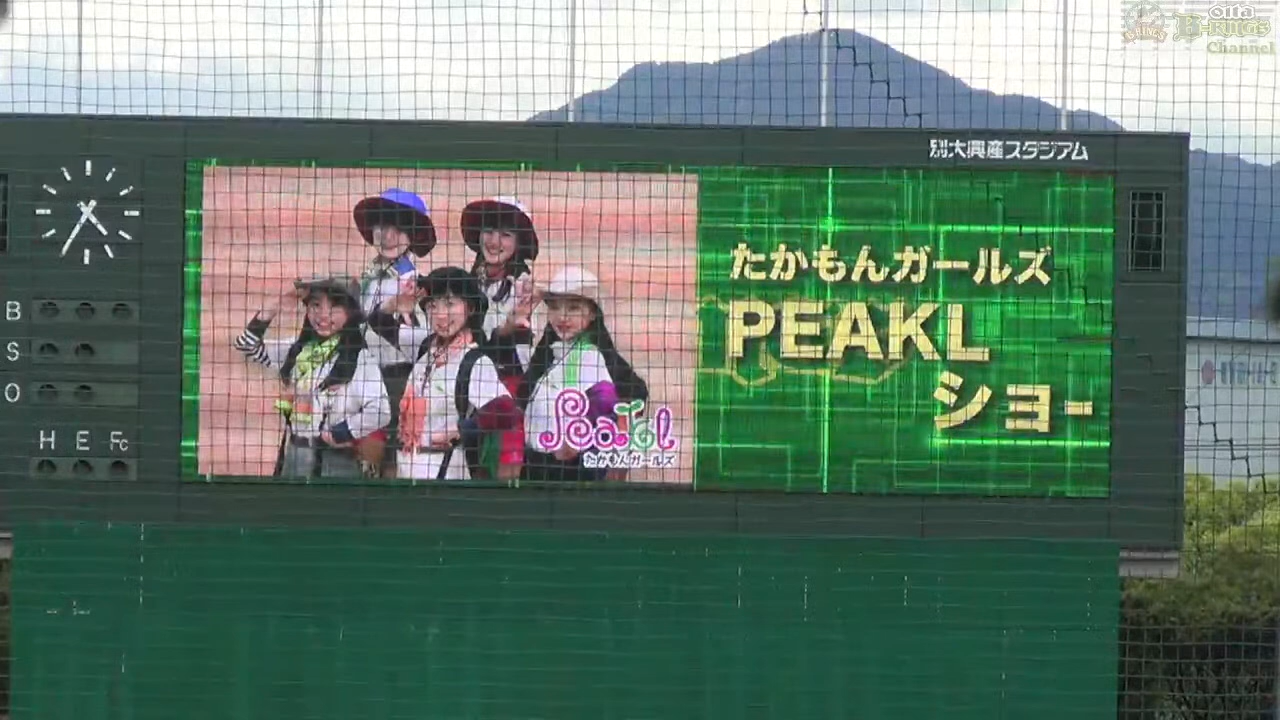 Oita
B-KINGS
Channel
別大興産スタジアム
たかもんガールズ
PEAKL
ショー
Peakl
たかもんガールズ
B
S
O
H E Fc